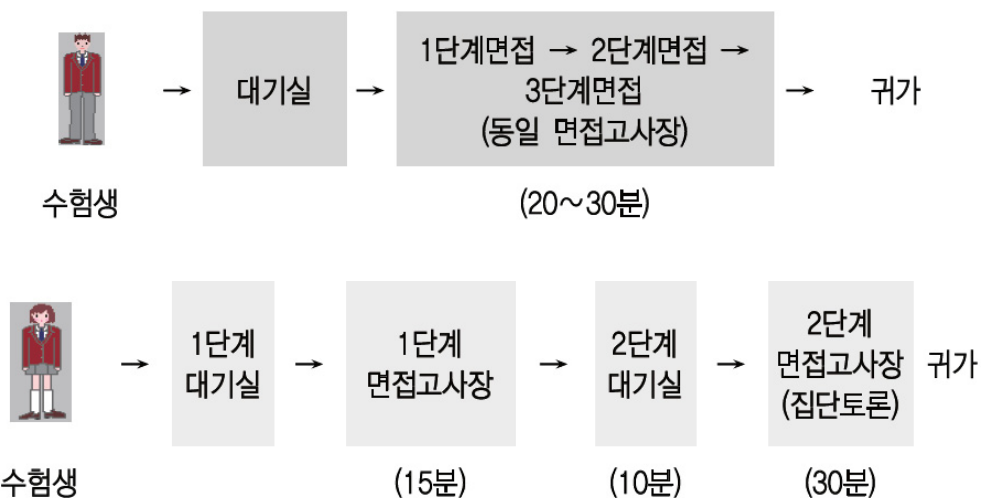 수험생
→ 대기실 →
1단계면접 → 2단계면접 →
3단계면접
(동일 면접고사장)
→ 귀가
(20~30분)
수험생
→ 1단계
대기실
→ 1단계
면접고사장
→ 2단계
대기실
→ 2단계
면접고사장
(집단토론)
귀가
(15분)
(10분)
(30분)